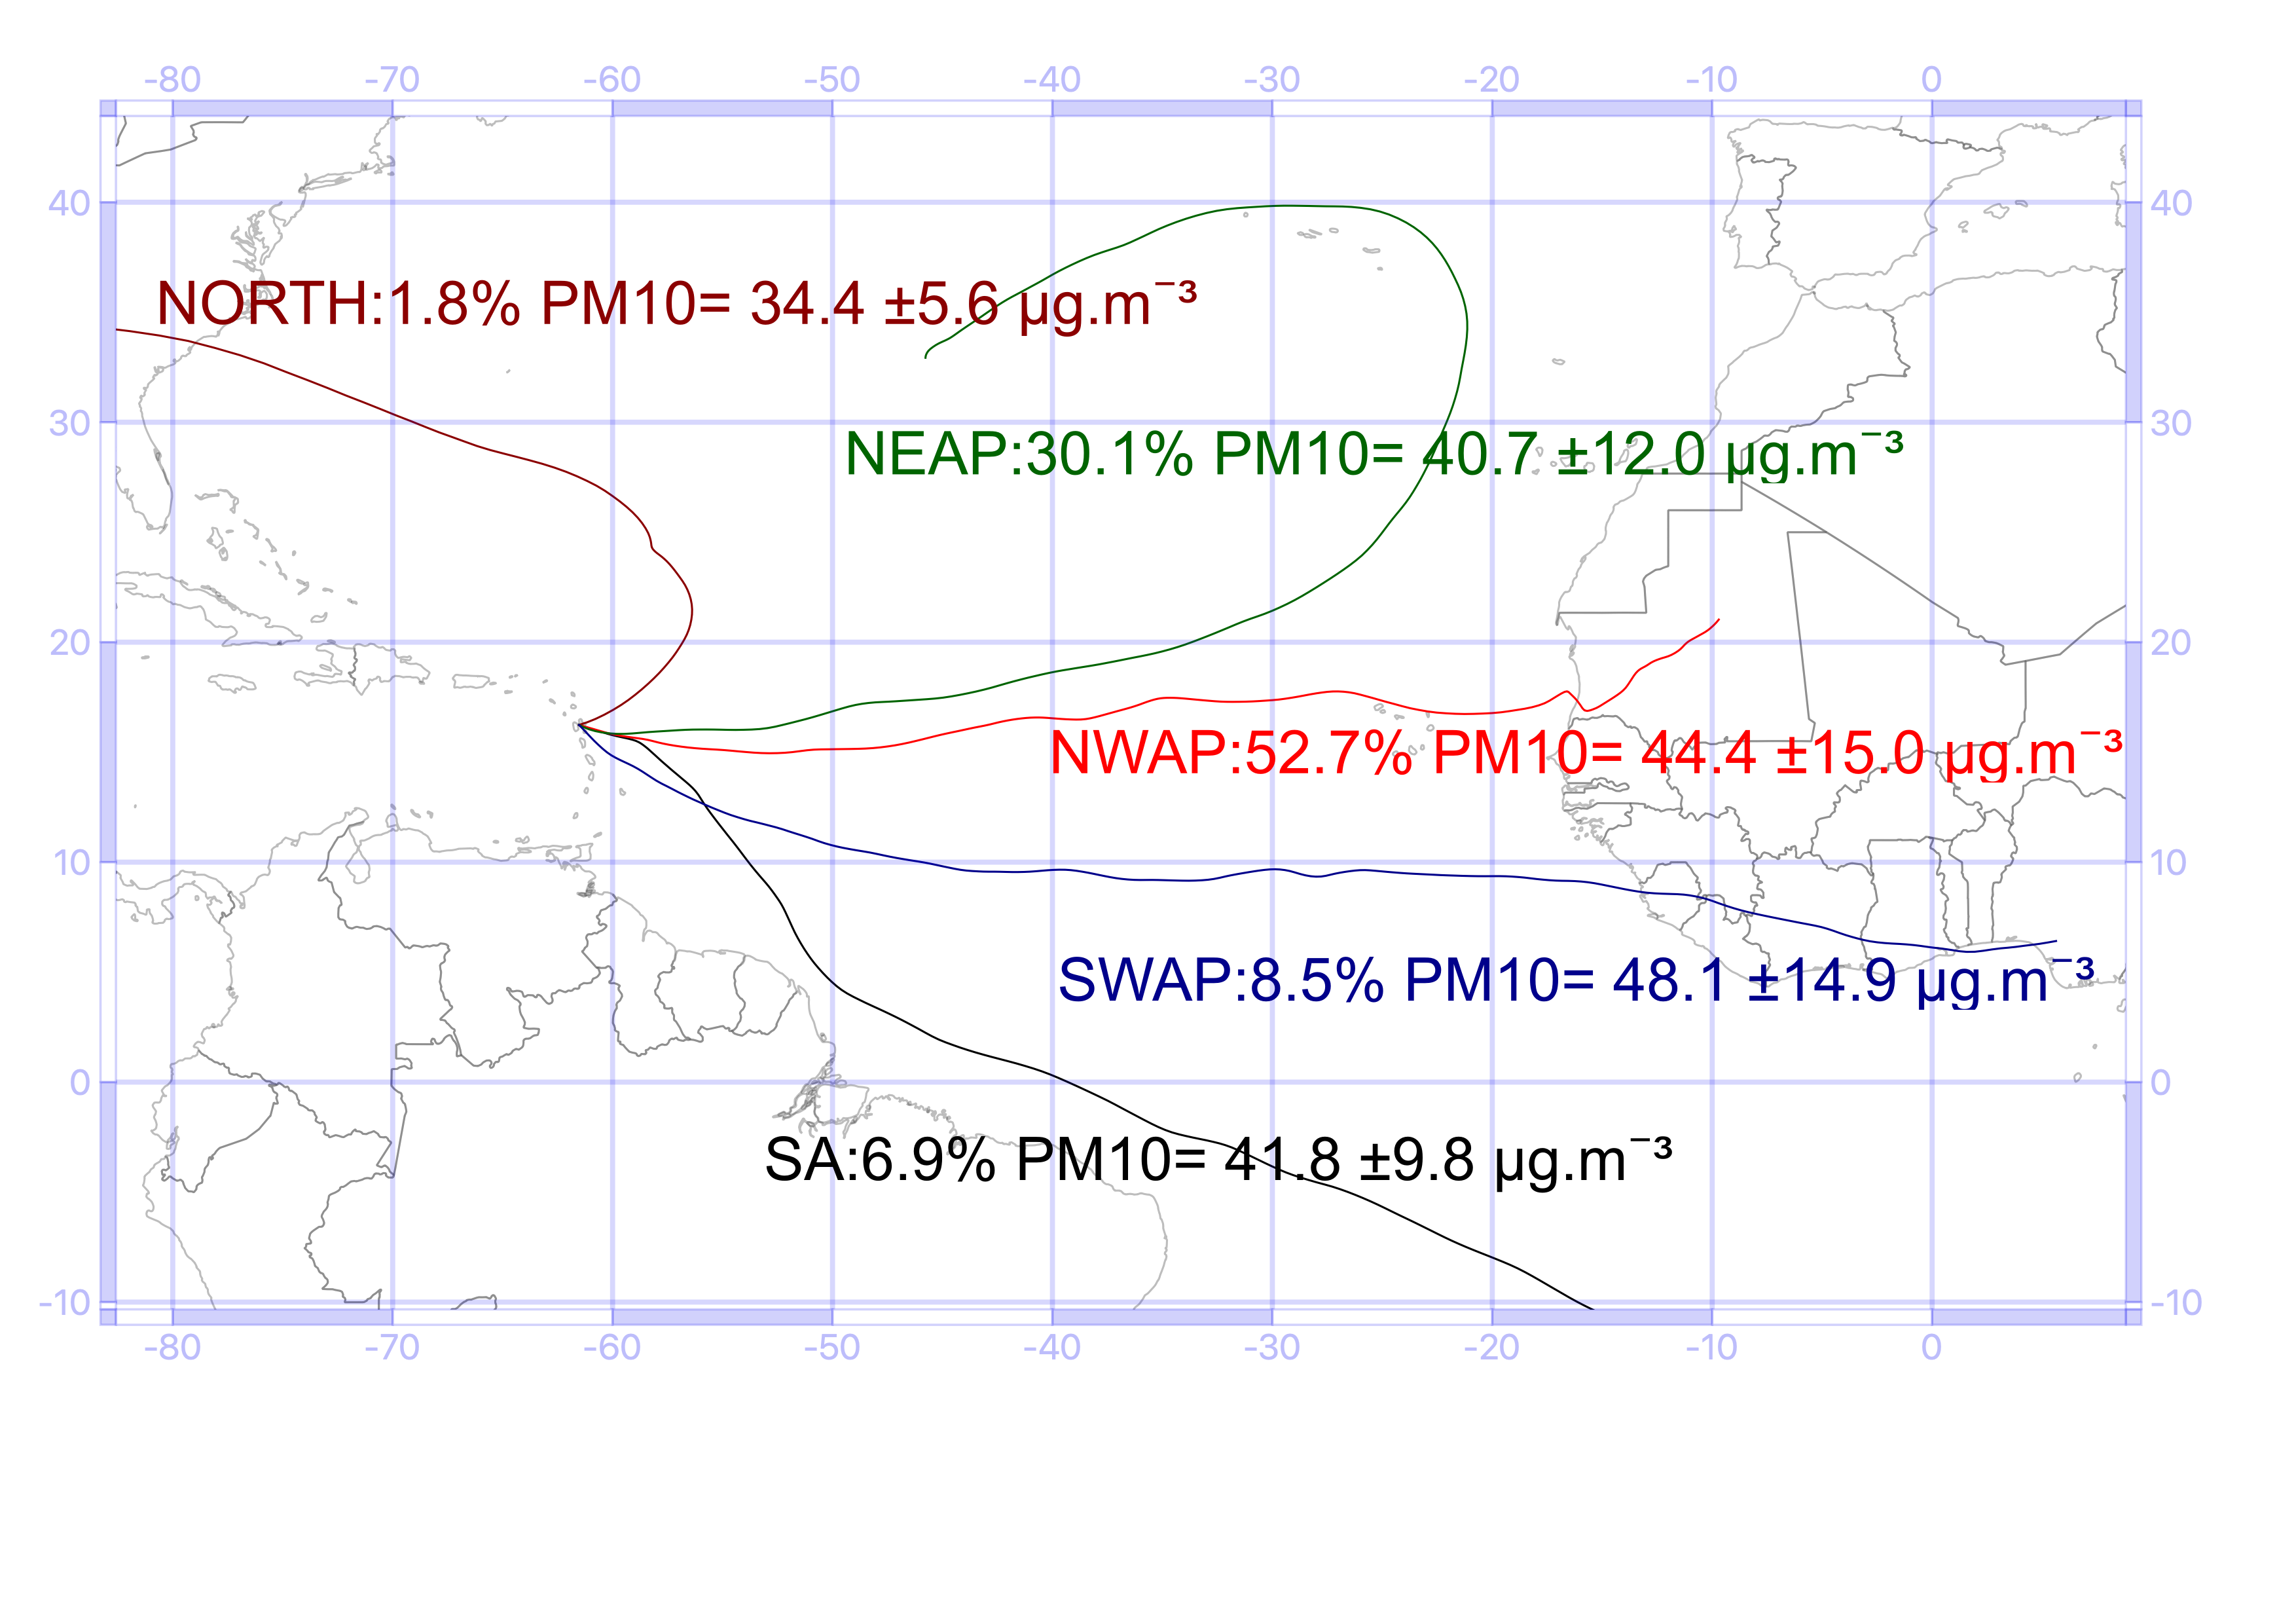 -80 -70 -60 -50 -40 -30 -20 -10 0
40 40
NORTH:1.8% PM10= 34.4 ±5.6 µg.m⁻³
30 30
NEAP:30.1% PM10= 40.7 ±12.0 µg.m⁻³
20 20
NWAP:52.7% PM10= 44.4 ±15.0 µg.m⁻³
10 10
SWAP:8.5% PM10= 48.1 ±14.9 µg.m⁻³
0 0
SA:6.9% PM10= 41.8 ±9.8 µg.m⁻³
-10 -10
-80 -70 -60 -50 -40 -30 -20 -10 0